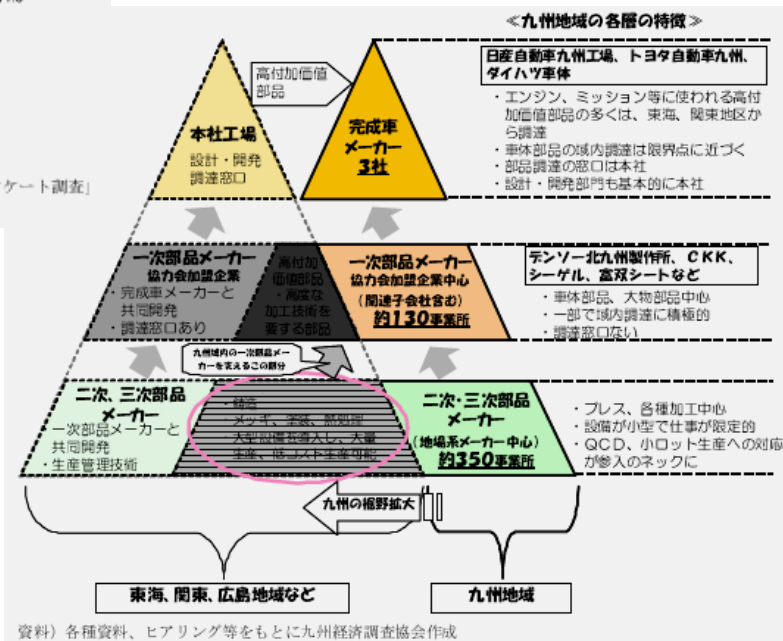 ケート調査」
≪九州地域の各層の特徴≫
高付加価値
部品
本社工場
設計・開発
調達窓口
完成車
メーカー
3社
日産自動車九州工場、トヨタ自動車九州、
ダイハツ車体
・エンジン、ミッション等に使われる高付
加価値部品の多くは、東海、関東地区か
ら調達
・車体部品の域内調達は限界点に近づく
・部品調達の窓口は本社
・設計・開発部門も基本的に本社
一次部品メーカー
協力会加盟企業
・完成車メーカーと
共同開発
・調達窓口あり
高付加
価値部品
・高度な
加工技術を
要する部品
一次部品メーカー
協力会加盟企業中心
(関連子会社含む)
約130事業所
デンソー北九州製作所、CKK、
シーゲル、富双シートなど
・車体部品、大物部品中心
・一部で域内調達に積極的
・調達窓口ない
九州域内の一次部品メー
カーを支えるこの部分
二次、三次部品
メーカー
・一次部品メーカーと
共同開発
・生産管理技術
・鋳造
・メッキ、塗装、熱処理
・大型設備を導入し、大量
生産、低コスト生産可能
二次・三次部品
メーカー
(地場系メーカー中心)
約350事業所
・プレス、各種加工中心
・設備が小型で仕事が限定的
・QCD、小ロット生産への対応
が参入のネックに
九州の裾野拡大
東海、関東、広島地域など
九州地域
資料）各種資料、ヒアリング等をもとに九州経済調査協会作成